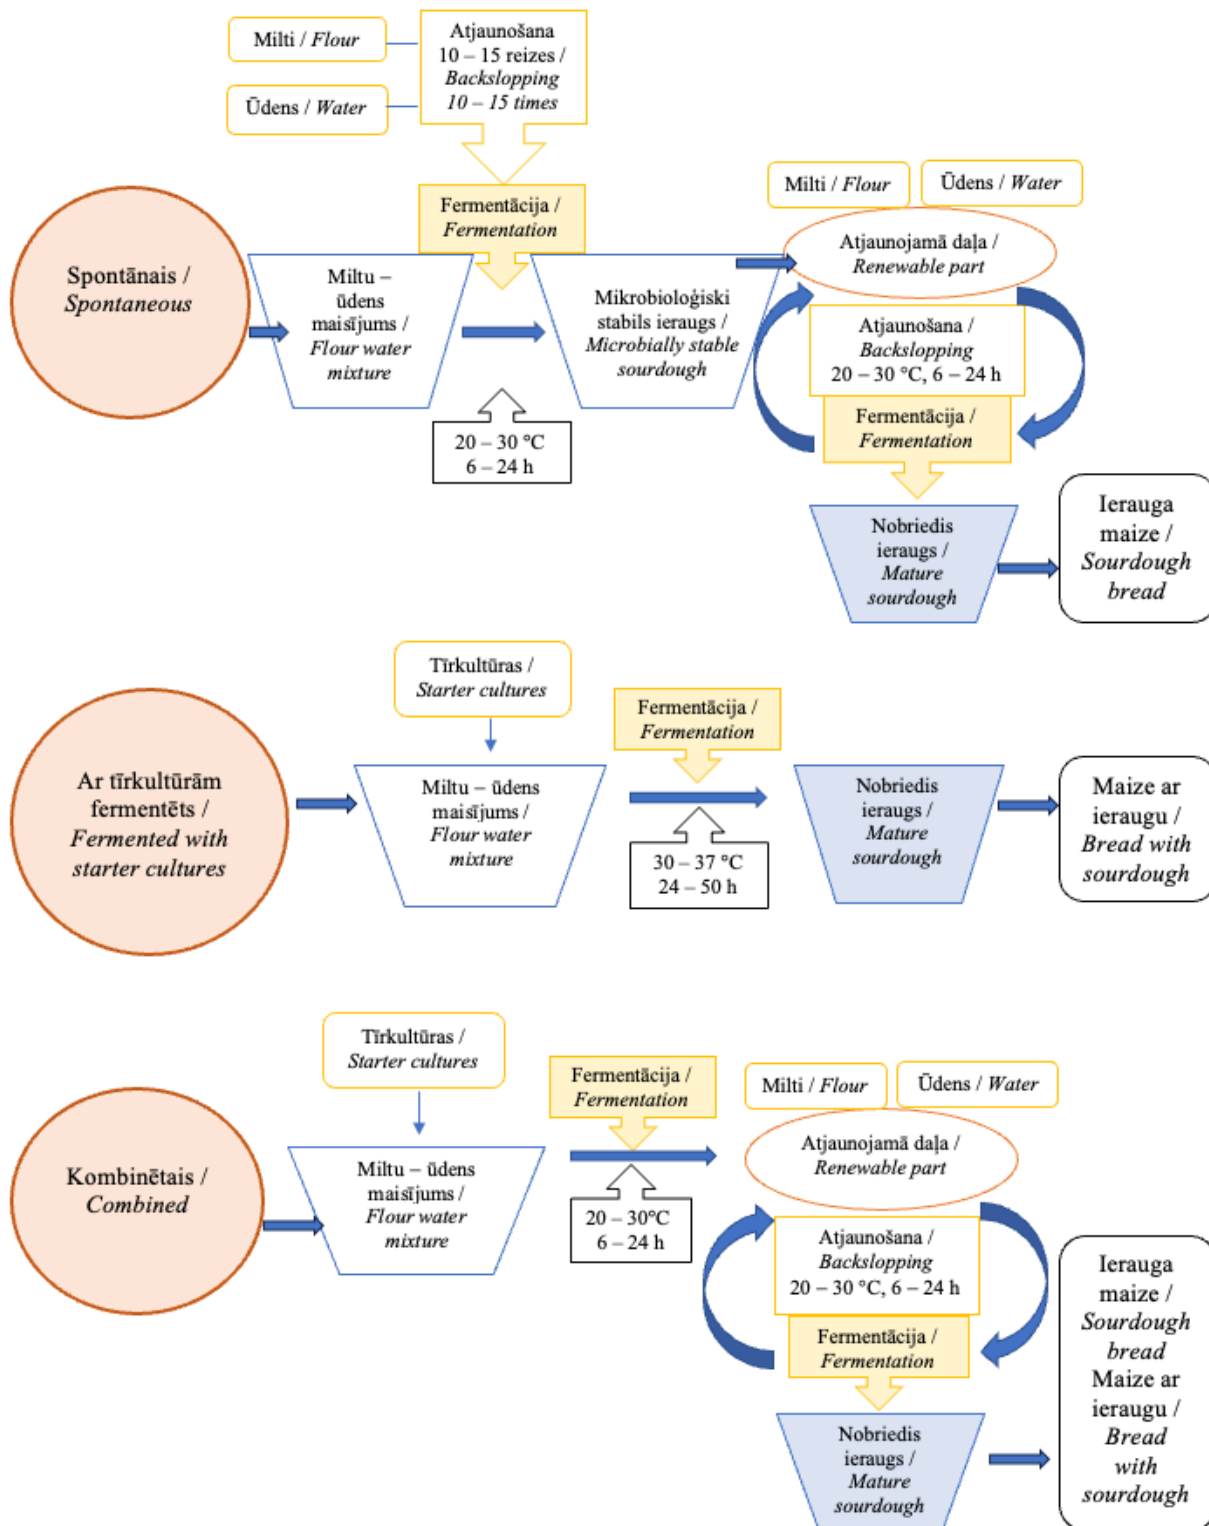 Milti / Flour
Ūdens / Water
Atjaunošana
10 – 15 reizes /
Backslopping
10 – 15 times
Fermentācija /
Fermentation
Spontānais /
Spontaneous
Miltu –
ūdens
maisījums /
Flour water
mixture
20 – 30 °C
6 – 24 h
Mikrobioloģiski
stabils ieraugs /
Microbially stable
sourdough
Milti / Flour
Ūdens / Water
Atjaunojamā daļa /
Renewable part
Atjaunošana /
Backslopping
20 – 30 °C, 6 – 24 h
Fermentācija /
Fermentation
Nobriedis
ieraugs /
Mature
sourdough
Ierauga
maize /
Sourdough
bread
Ar tīrkultūrām
fermentēts /
Fermented with
starter cultures
Tīrkultūras /
Starter cultures
Miltu – ūdens
maisījums /
Flour water
mixture
Fermentācija /
Fermentation
30 – 37 °C
24 – 50 h
Nobriedis
ieraugs /
Mature
sourdough
Maize ar
ieraugu /
Bread with
sourdough
Kombinētais /
Combined
Tīrkultūras /
Starter cultures
Miltu – ūdens
maisījums /
Flour water
mixture
Fermentācija /
Fermentation
20 – 30°C
6 – 24 h
Milti / Flour
Ūdens / Water
Atjaunojamā daļa /
Renewable part
Atjaunošana /
Backslopping
20 – 30 °C, 6 – 24 h
Fermentācija /
Fermentation
Nobriedis
ieraugs /
Mature
sourdough
Ierauga
maize /
Sourdough
bread
Maize ar
ieraugu /
Bread
with
sourdough